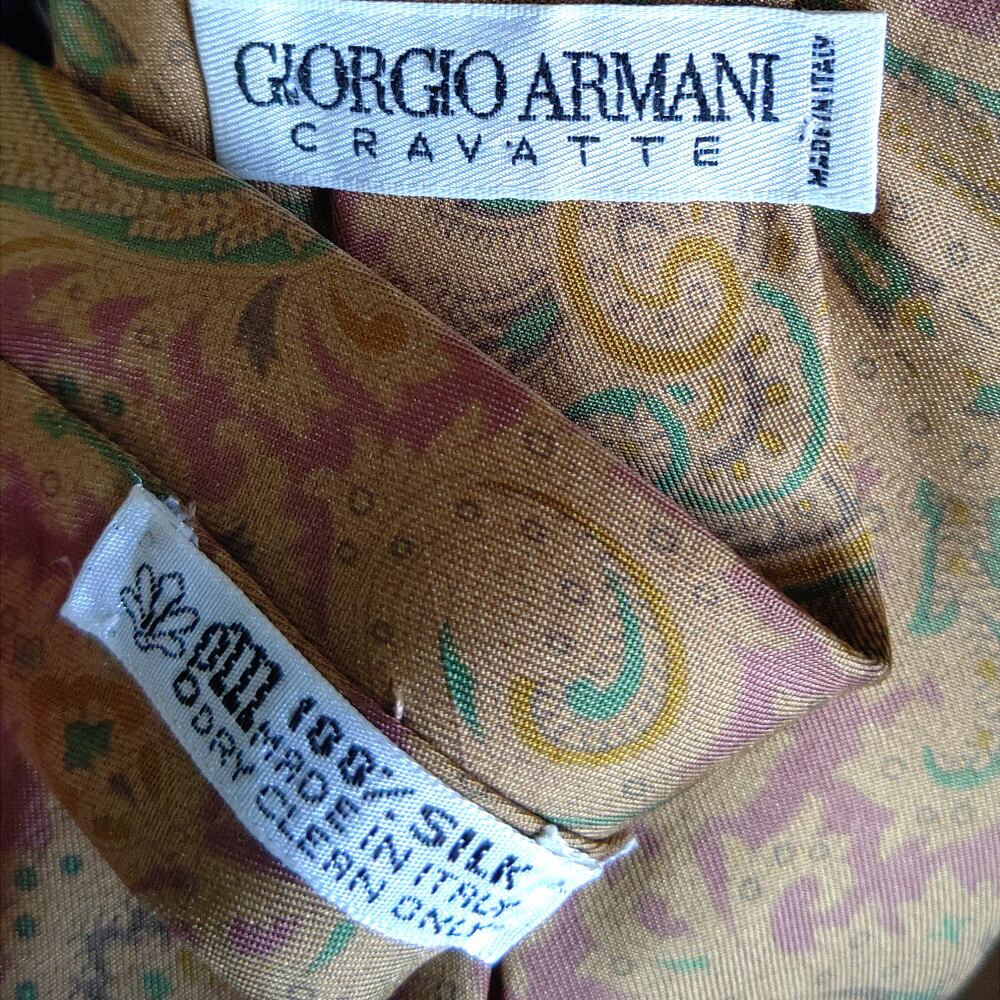 GIORGIO ARMANI
CRAVATTE
MADE IN ITALY
100% SILK
MADE IN ITALY
DRY CLEAN ONLY